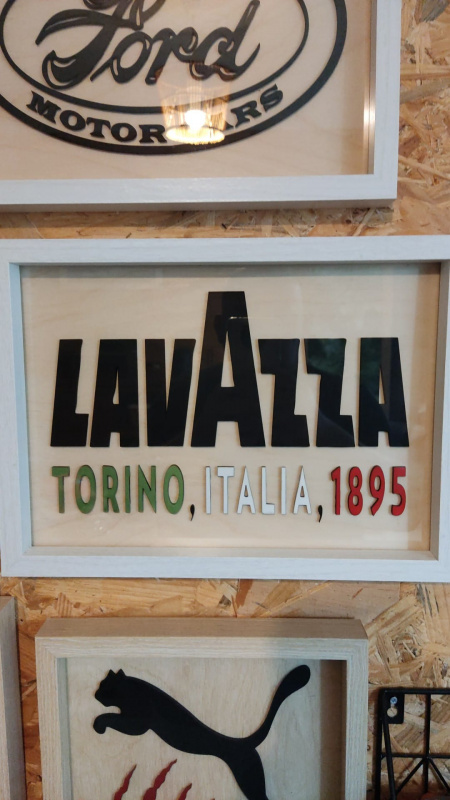 Ford
MOTOR CARS
LAVAZZA
TORINO, ITALIA, 1895